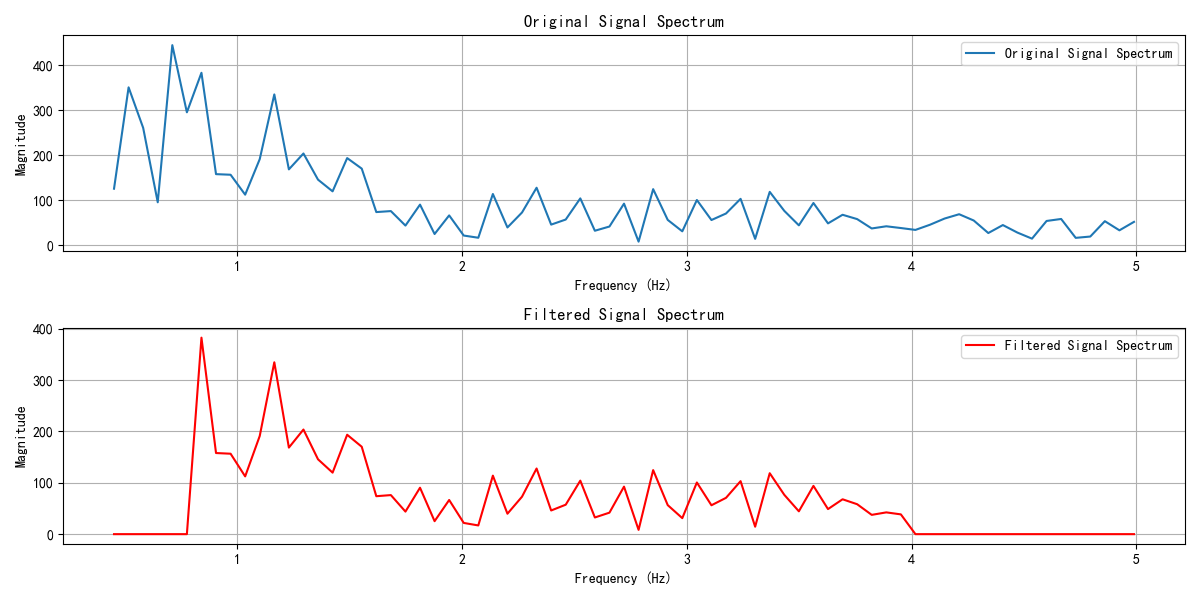 Original Signal Spectrum
Original Signal Spectrum
400
300
200
100
0
Magnitude
1 2 3 4 5
Frequency (Hz)
Filtered Signal Spectrum
Filtered Signal Spectrum
400
300
200
100
0
Magnitude
1 2 3 4 5
Frequency (Hz)